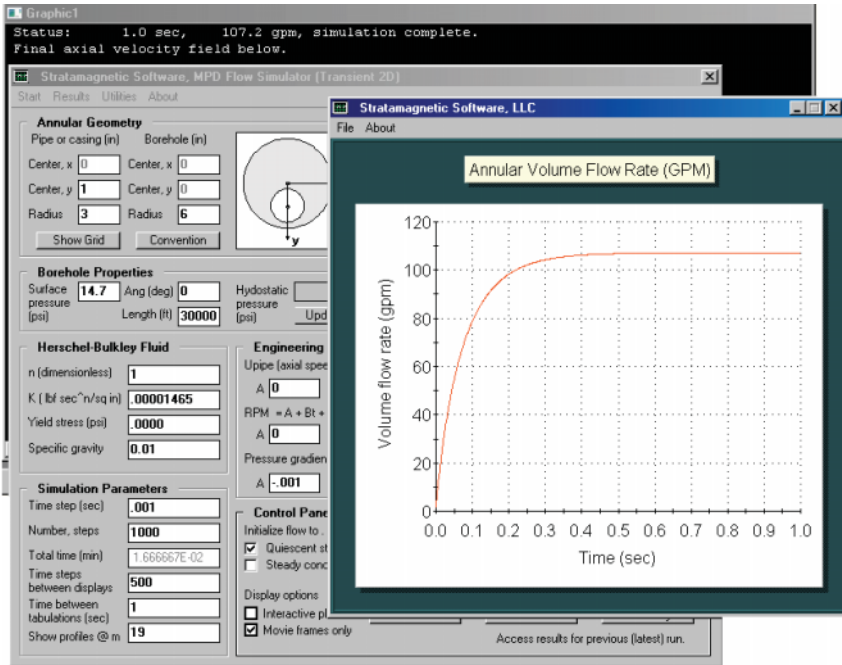 Graphic1
Status: 1.0 sec, 107.2 gpm, simulation complete.
Final axial velocity field below.
Stratamagnetic Software, MPD Flow Simulator (Transient 2D)
Start Results Utilities About
Annular Geometry
Pipe or casing (in) Borehole (in)
Center, x 0 Center, x 0
Center, y 1 Center, y 0
Radius 3 Radius 6
Show Grid Convention
y
Borehole Properties
Surface pressure (psi) 14.7 Ang (deg) 0
Length (ft) 30000
Hydostatic pressure (psi)
Upd
Herschel-Bulkley Fluid
n (dimensionless) 1
K ( lbf sec^n/sq in) .00001465
Yield stress (psi) .0000
Specific gravity 0.01
Engineering
Upipe (axial spee
A 0
RPM = A + Bt +
A 0
Pressure gradien
A -.001
Simulation Parameters
Time step (sec) .001
Number, steps 1000
Total time (min) 1.666667E-02
Time steps between displays 500
Time between tabulations (sec) 1
Show profiles @ m 19
Control Pane
Initialize flow to .
Quiescent st
Steady conc
Display options
Interactive pl
Movie frames only
Access results for previous (latest) run.
Stratamagnetic Software, LLC
File About
Annular Volume Flow Rate (GPM)
Volume flow rate (gpm)
120
100
80
60
40
20
0
0.0 0.1 0.2 0.3 0.4 0.5 0.6 0.7 0.8 0.9 1.0
Time (sec)